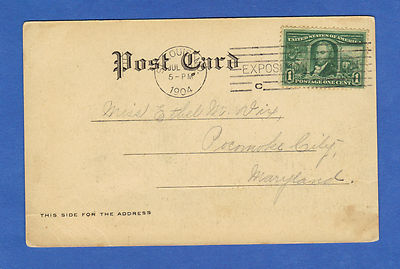 Post Card
ST. LOUIS
JUL
5-PM
1904
EXPOS
C
UNITED STATES OF AMERICA
1 1
POSTAGE ONE CENT
Miss Ethel W. Dix,
Pocomoke City,
Maryland.
THIS SIDE FOR THE ADDRESS